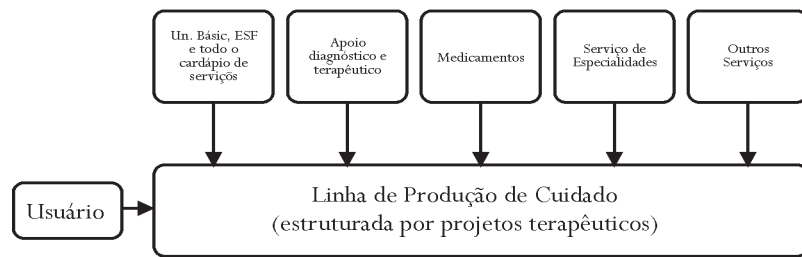 Un. Básic, ESF
e todo o
cardápio de
serviçõs
Apoio
diagnóstico e
terapêutico
Medicamentos
Serviço de
Especialidades
Outros
Serviços
Usuário
Linha de Produção de Cuidado
(estruturada por projetos terapêuticos)